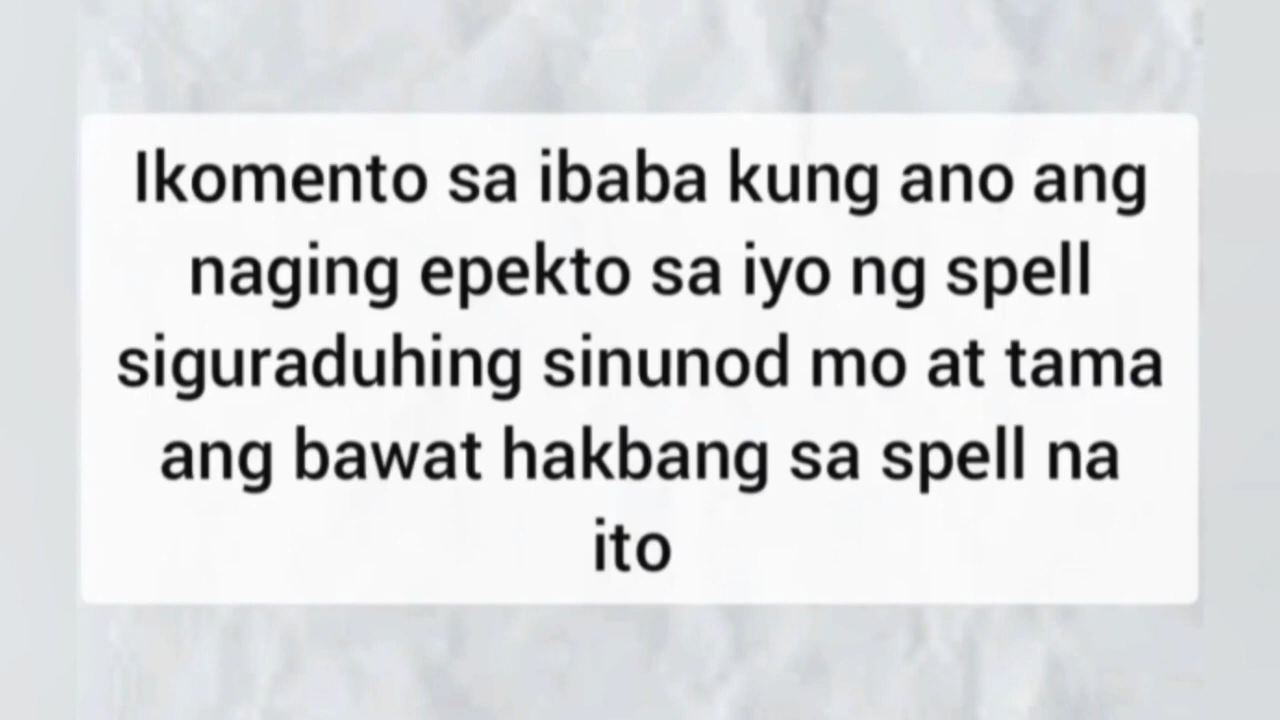 Ikomento sa ibaba kung ano ang
naging epekto sa iyo ng spell
siguraduhing sinunod mo at tama
ang bawat hakbang sa spell na
ito